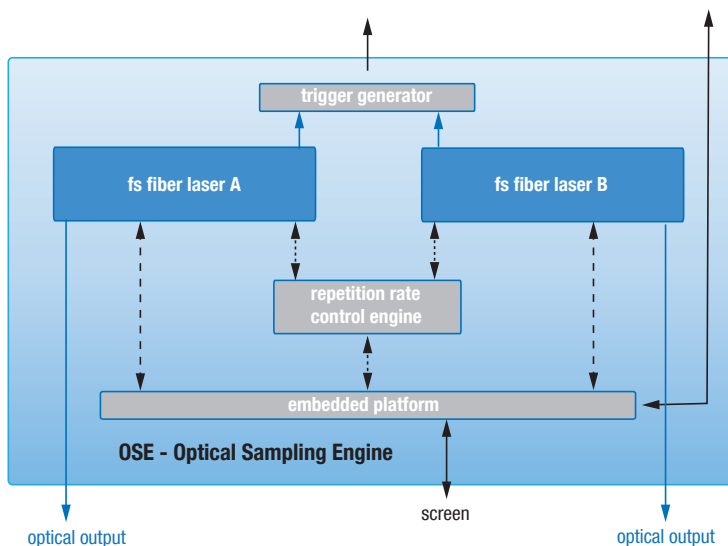 trigger generator
fs fiber laser A
fs fiber laser B
repetition rate
control engine
embedded platform
OSE - Optical Sampling Engine
screen
optical output
optical output